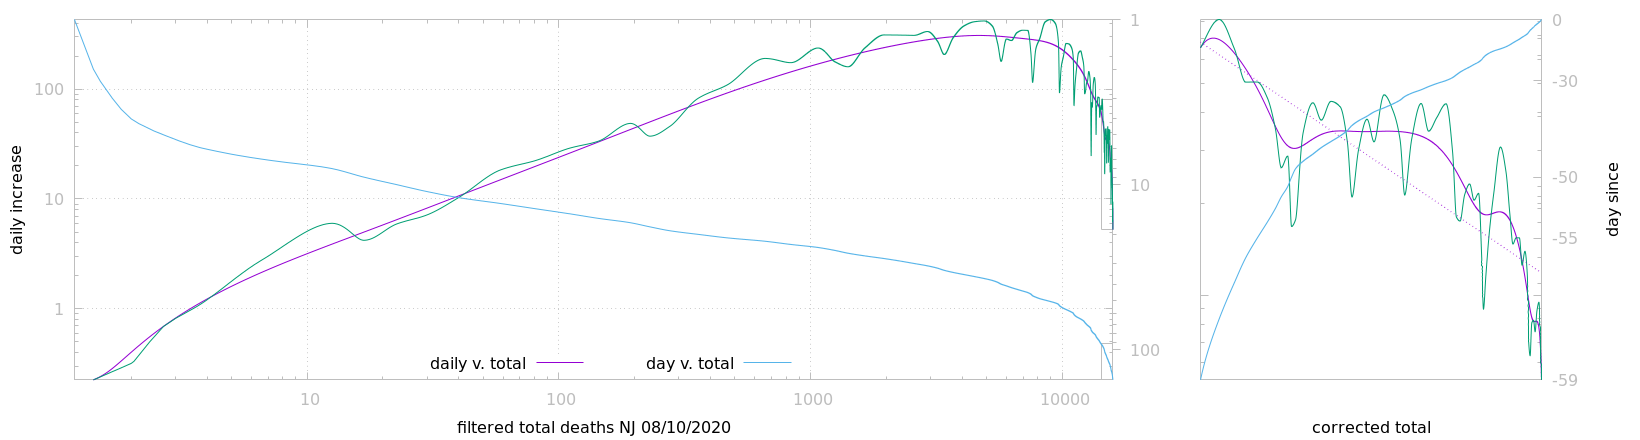 daily increase
100
10
1
daily v. total
day v. total
10
100
1000
10000
filtered total deaths NJ 08/10/2020
1
10
100
0
-30
-50
-55
-59
day since
corrected total